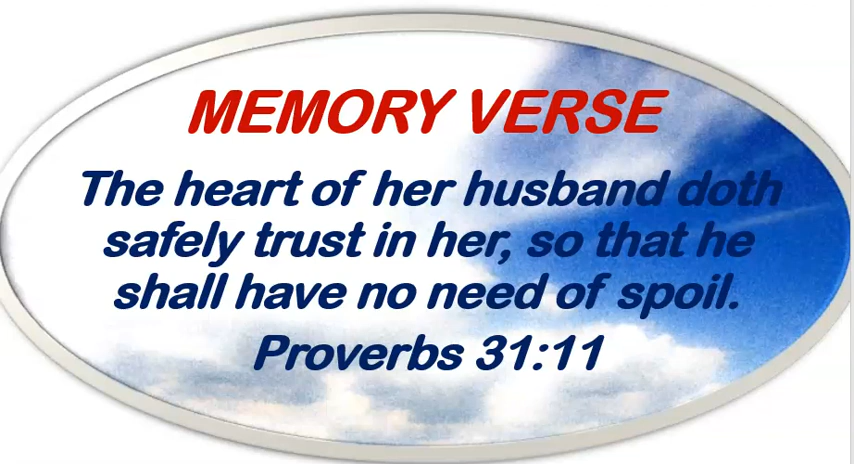 MEMORY VERSE
The heart of her husband doth
safely trust in her, so that he
shall have no need of spoil.
Proverbs 31:11